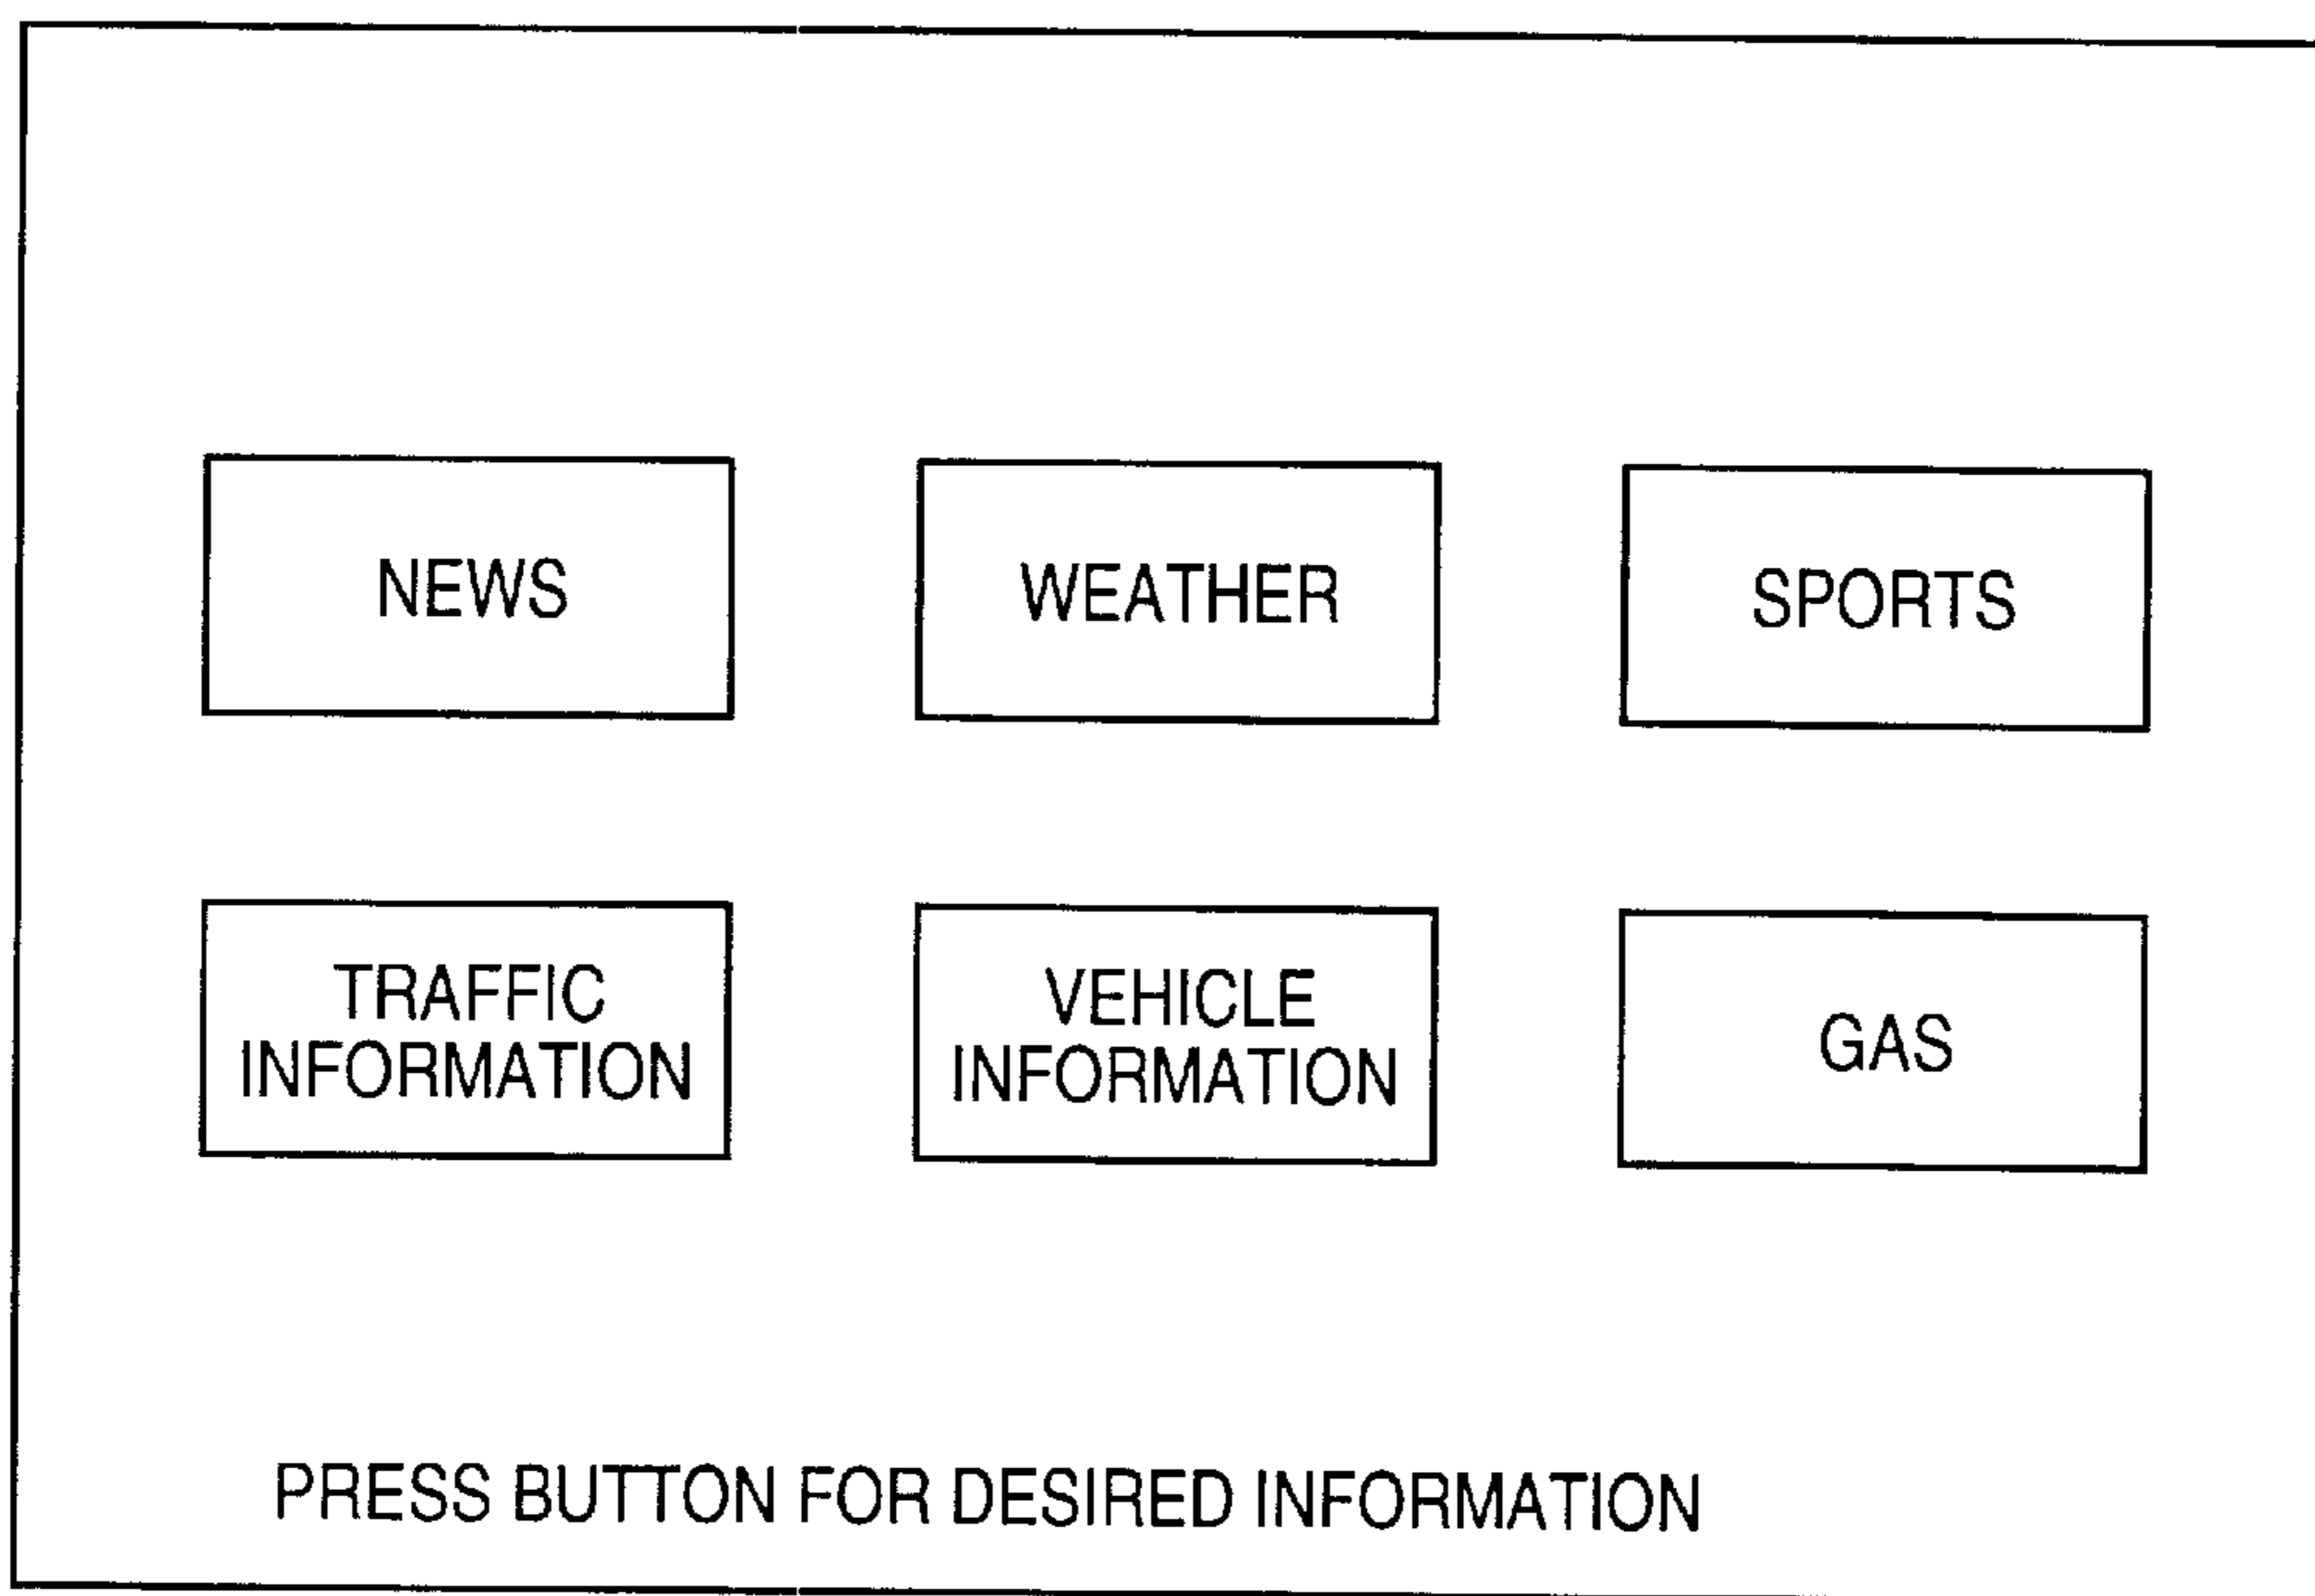 NEWS
WEATHER
SPORTS
TRAFFIC
INFORMATION
VEHICLE
INFORMATION
GAS
PRESS BUTTON FOR DESIRED INFORMATION